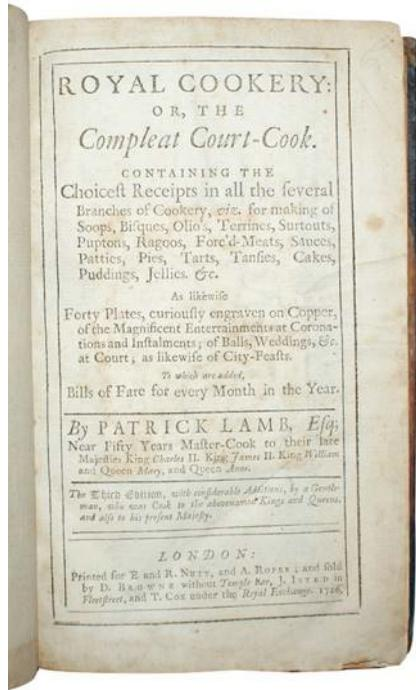 ROYAL COOKERY:
OR, THE
Compleat Court-Cook.
CONTAINING THE
Choiceſt Receipts in all the ſeveral
Branches of Cookery, viz. for making of
Soops, Biſques, Olio's, Terrines, Surtouts,
Puptons, Ragoos, Forc'd-Meats, Sauces,
Patties, Pies, Tarts, Tanſies, Cakes,
Puddings, Jellies. &c.
As likewiſe
Forty Plates, curiouſly engraven on Copper,
of the Magnificent Entertainments at Corona-
tions and Inſtalments; of Balls, Weddings, &c.
at Court; as likewiſe of City-Feaſts.
To which are added,
Bills of Fare for every Month in the Year.
By PATRICK LAMB, Eſq;
Near Fifty Years Maſter-Cook to their late
Majeſties King Charles II. King James II. King William
and Queen Mary, and Queen Anne.
The Third Edition, with conſiderable Additions, by a Gentle-
man, who was Cook to the abovenamed Kings and Queens,
and alſo to his preſent Majeſty.
LONDON:
Printed for E and R. NUTT, and A. ROPER; and ſold
by D. BROWNE without Temple Bar, J. ISTED in
Fleetſtreet, and T. COX under the Royal Exchange. 1726.